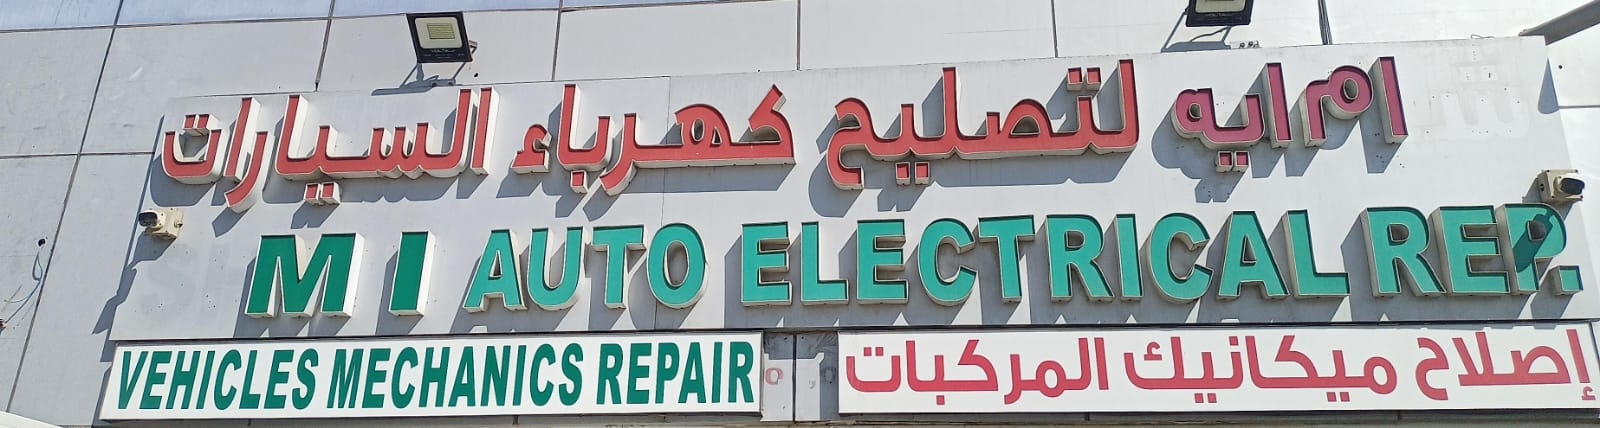 ام ايه لتصليح كهرباء السيارات
M I AUTO ELECTRICAL REP.
VEHICLES MECHANICS REPAIR
إصلاح ميكانيك المركبات